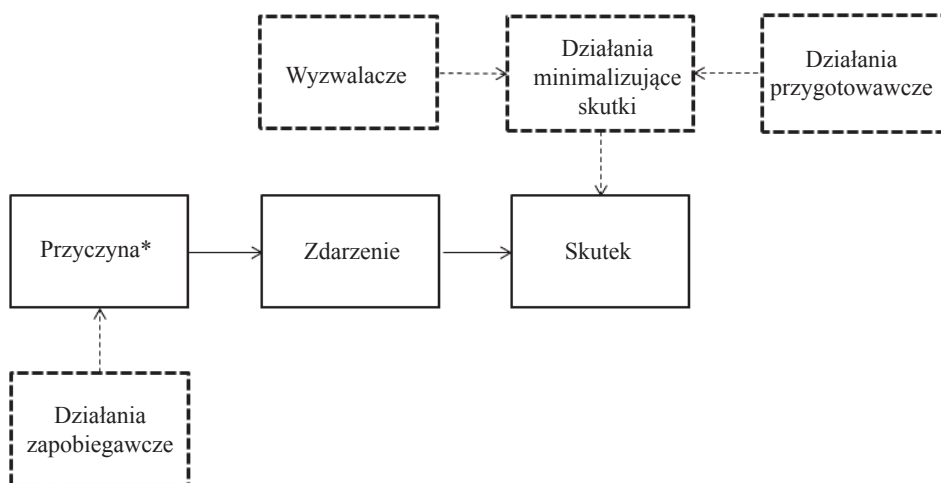 Wyzwalacze
Działania
minimalizujące
skutki
Działania
przygotowawcze
Przyczyna*
Zdarzenie
Skutek
Działania
zapobiegawcze